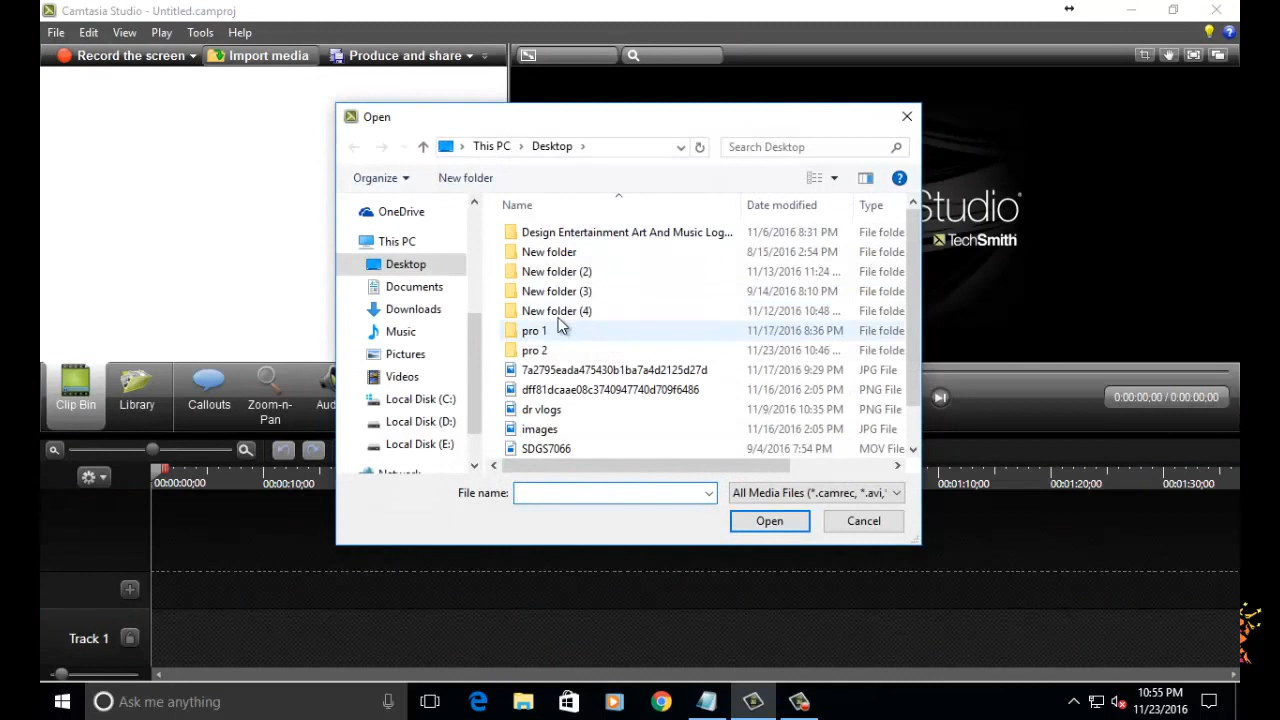 Camtasia Studio - Untitled.camproj
File Edit View Play Tools Help
Record the screen Import media Produce and share
Open
This PC Desktop
Search Desktop
Organize New folder
Name Date modified Type
OneDrive
This PC
Desktop
Documents
Downloads
Music
Pictures
Videos
Local Disk (C:)
Local Disk (D:)
Local Disk (E:)
Design Entertainment Art And Music Log... 11/6/2016 8:31 PM File folde
New folder 8/15/2016 2:54 PM File folde
New folder (2) 11/13/2016 11:24 ... File folde
New folder (3) 9/14/2016 8:10 PM File folde
New folder (4) 11/12/2016 10:48 ... File folde
pro 1 11/17/2016 8:36 PM File folde
pro 2 11/23/2016 10:46 ... File folde
7a2795eada475430b1ba7a4d2125d27d 11/17/2016 9:29 PM JPG File
dff81dcaae08c3740947740d709f6486 11/16/2016 2:05 PM PNG File
dr vlogs 11/9/2016 10:35 PM PNG File
images 11/16/2016 2:05 PM JPG File
SDGS7066 9/4/2016 7:54 PM MOV File
File name:
All Media Files (*.camrec, *.avi,
Open Cancel
Studio
TechSmith
Clip Bin Library Callouts Zoom-n-Pan
0:00:00;00 / 0:00:00;00
00:00:00;00 00:00:10;00 00:01:10;00 00:01:20;00 00:01:30;00
Track 1
Ask me anything
10:55 PM
11/23/2016